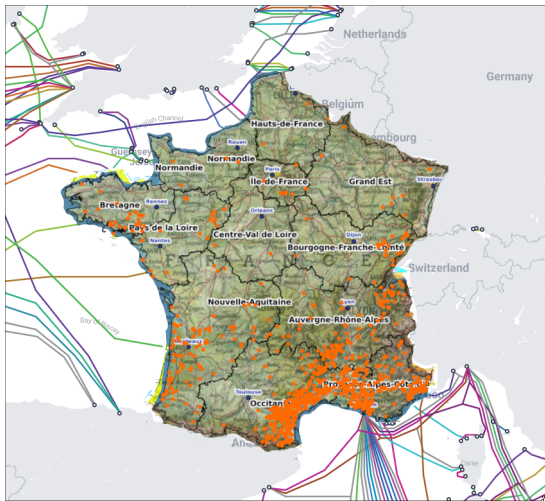 Netherlands
Germany
Belgium
Hauts-de-France
Rouen
Normandie
Normandie
Paris
Île-de-France
Grand Est
Bretagne
Rennes
Pays de la Loire
Nantes
Orléans
Centre-Val de Loire
Dijon
Bourgogne-Franche-Comté
FRANCE
Switzerland
Nouvelle-Aquitaine
Lyon
Auvergne-Rhône-Alpes
Bay of Biscay
Toulouse
Occitanie